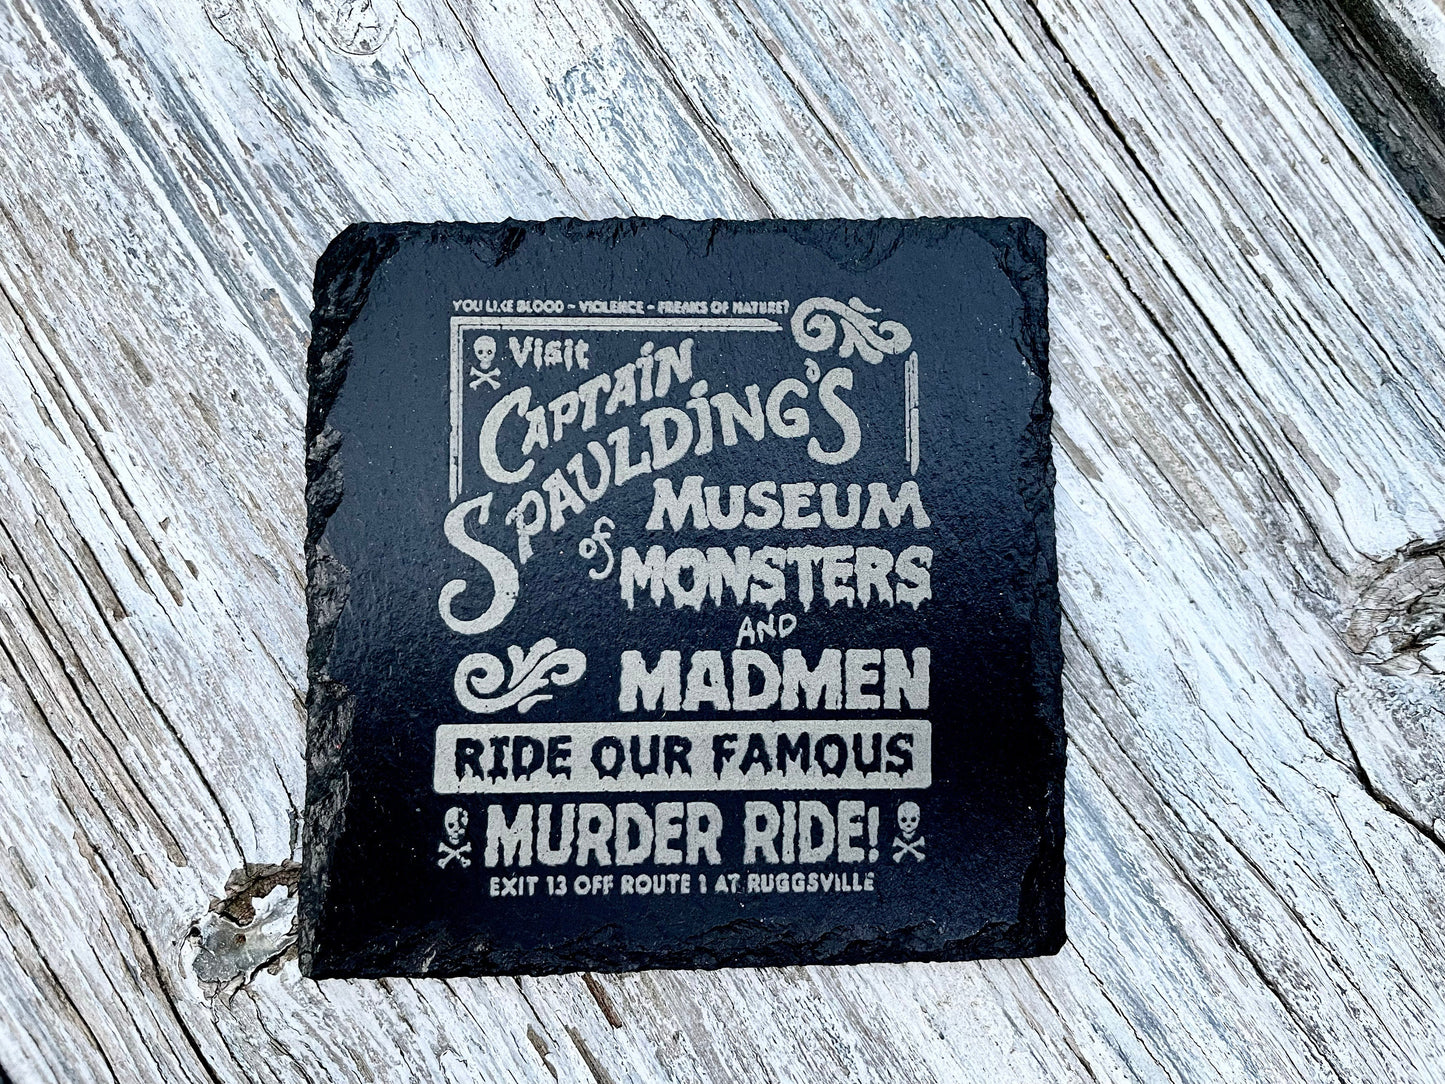 YOU LIKE BLOOD ~ VIOLENCE ~ FREAKS OF NATURE?
Visit
CAPTAIN
SPAULDING'S
MUSEUM
of MONSTERS
AND
MADMEN
RIDE OUR FAMOUS
MURDER RIDE!
EXIT 13 OFF ROUTE 1 AT RUGGSVILLE